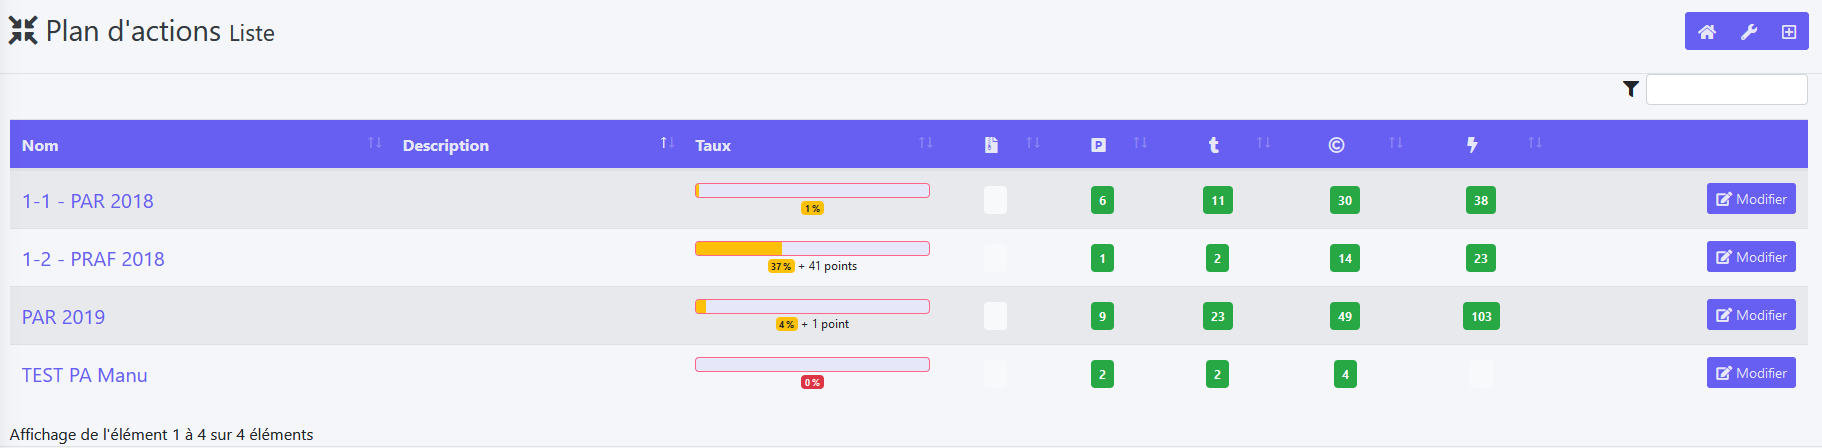 Plan d'actions Liste
Nom Description Taux P t ©
1-1 - PAR 2018 1 % 6 11 30 38 Modifier
1-2 - PRAF 2018 37 % + 41 points 1 2 14 23 Modifier
PAR 2019 4 % + 1 point 9 23 49 103 Modifier
TEST PA Manu 0 % 2 2 4 Modifier
Affichage de l'élément 1 à 4 sur 4 éléments